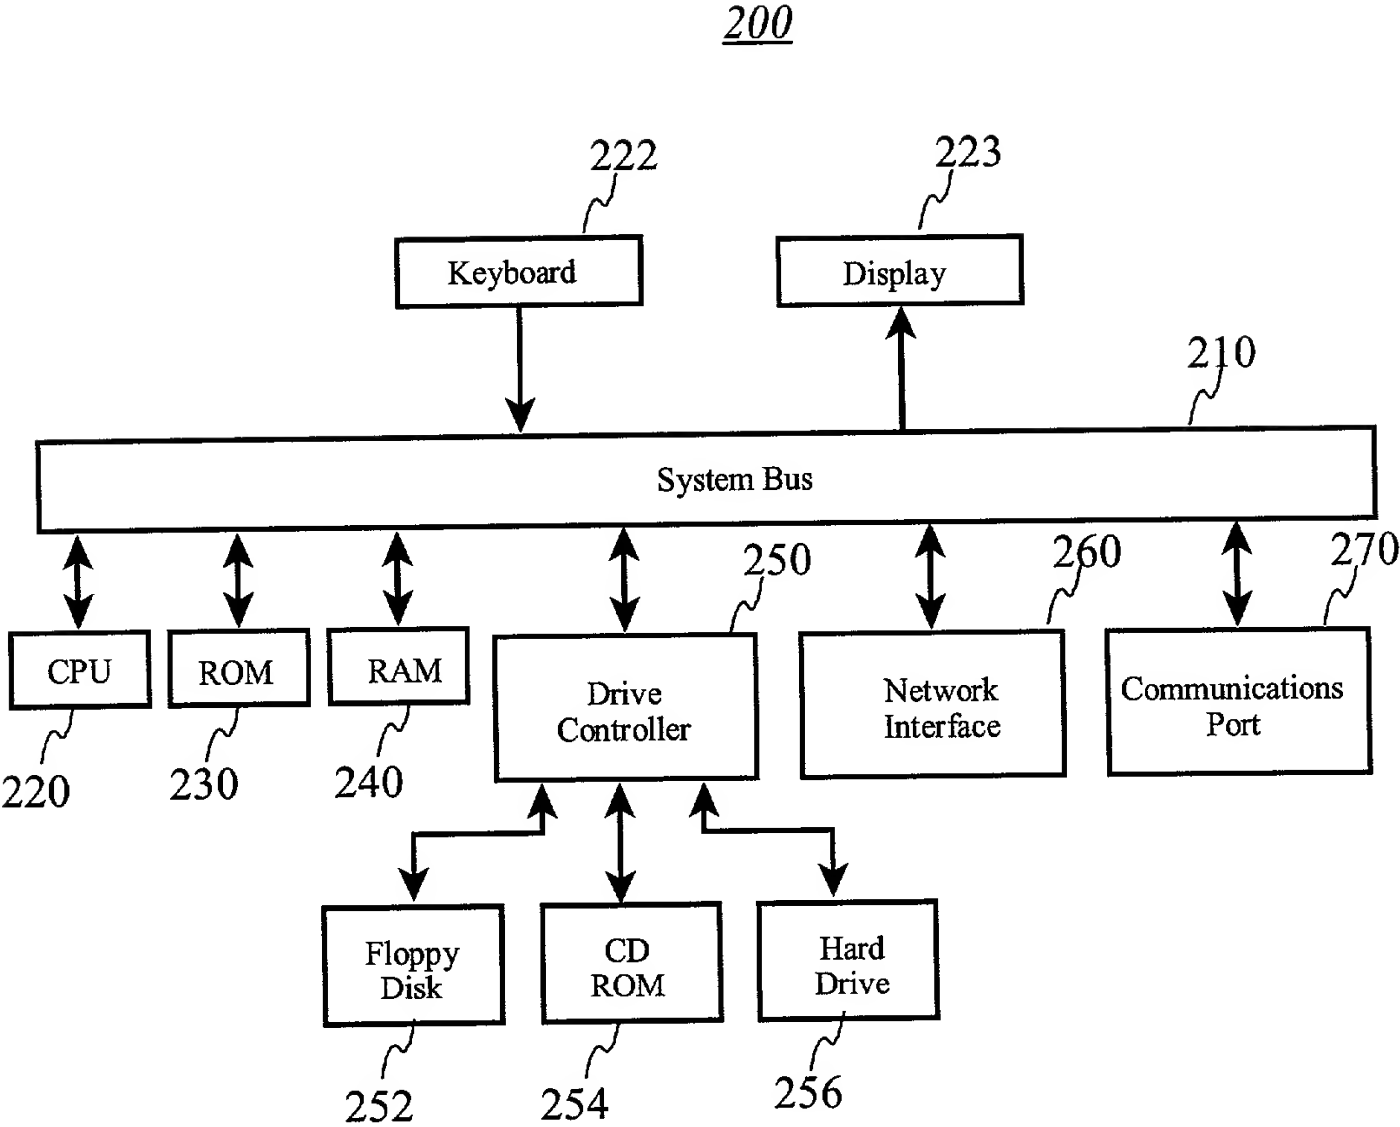 200
222
223
Keyboard
Display
210
System Bus
250
260
270
CPU
ROM
RAM
Drive
Controller
Network
Interface
Communications
Port
220
230
240
Floppy
Disk
CD
ROM
Hard
Drive
252
254
256